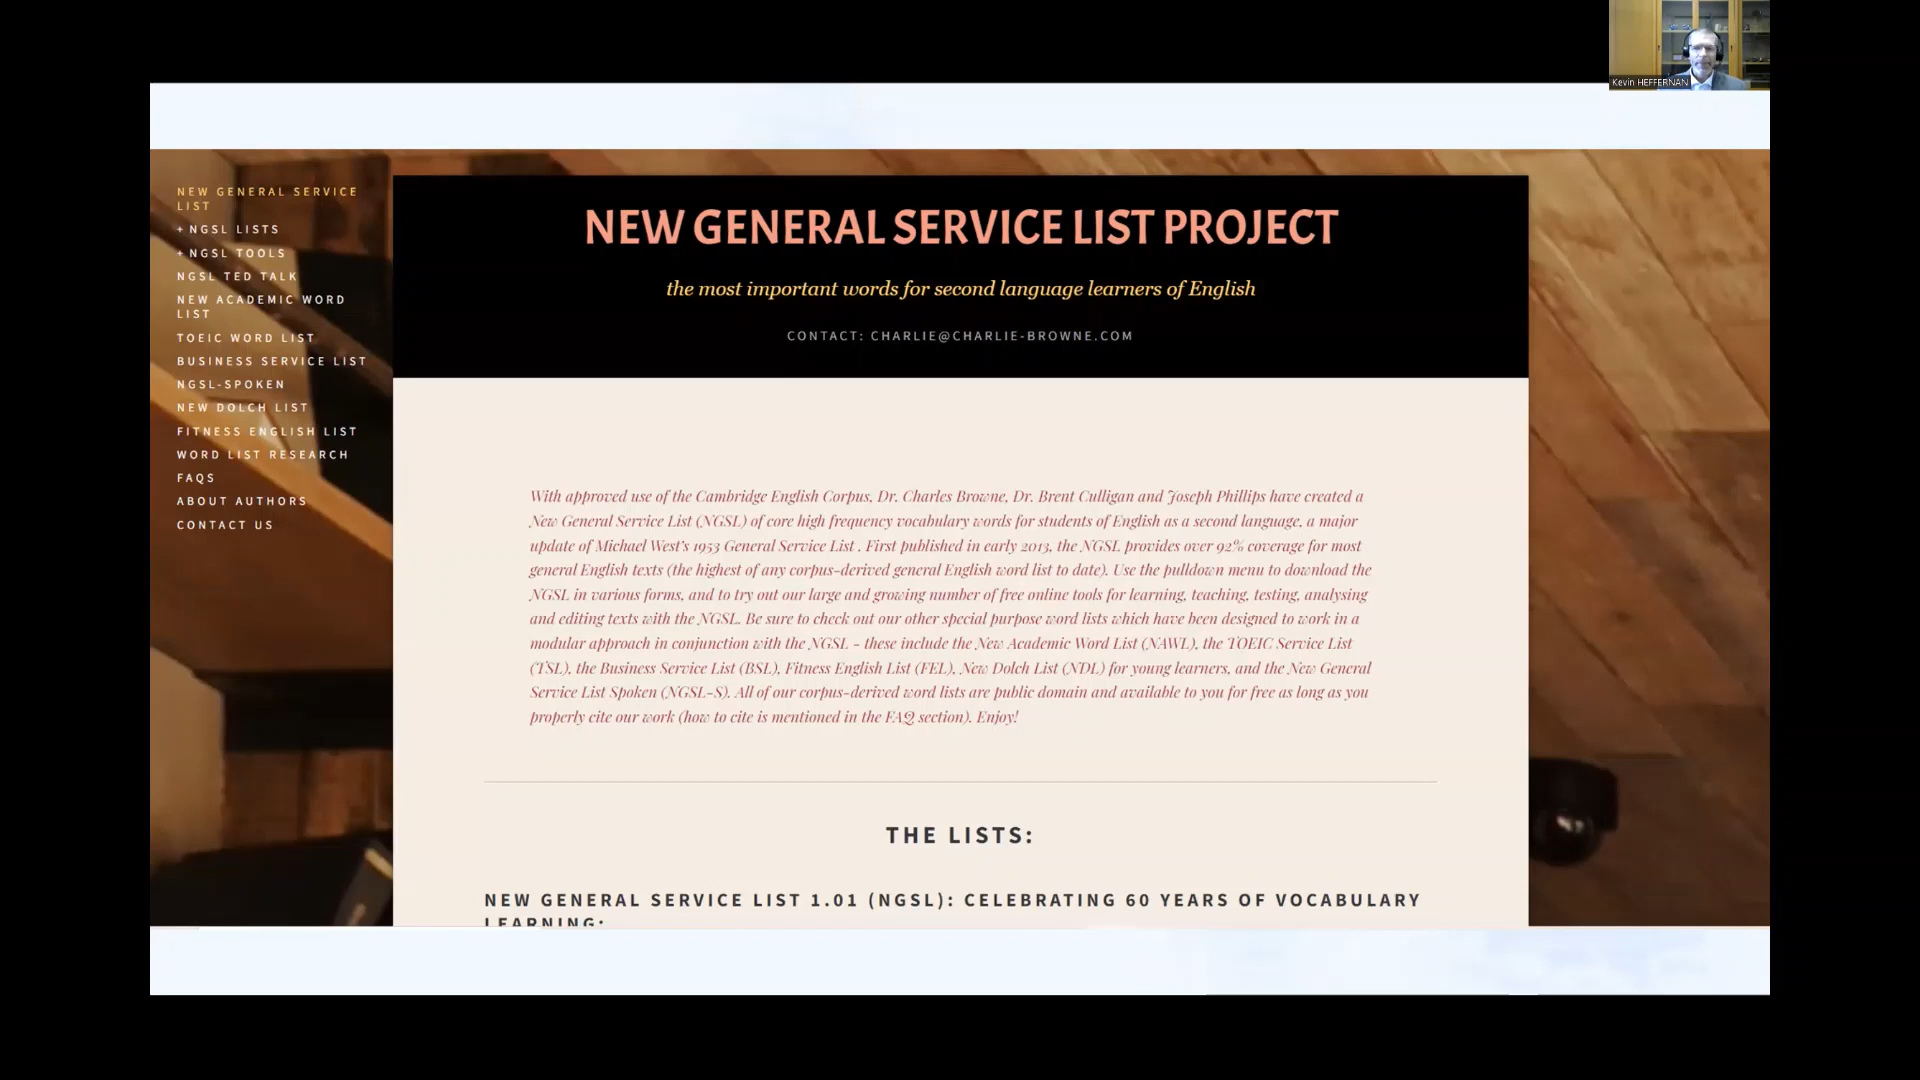 Kevin HEFFERNAN
NEW GENERAL SERVICE
LIST
+ NGSL LISTS
+ NGSL TOOLS
NGSL TED TALK
NEW ACADEMIC WORD
LIST
TOEIC WORD LIST
BUSINESS SERVICE LIST
NGSL-SPOKEN
NEW DOLCH LIST
FITNESS ENGLISH LIST
WORD LIST RESEARCH
FAQS
ABOUT AUTHORS
CONTACT US
NEW GENERAL SERVICE LIST PROJECT
the most important words for second language learners of English
CONTACT: CHARLIE@CHARLIE-BROWNE.COM
With approved use of the Cambridge English Corpus, Dr. Charles Browne, Dr. Brent Culligan and Joseph Phillips have created a
New General Service List (NGSL) of core high frequency vocabulary words for students of English as a second language, a major
update of Michael West's 1953 General Service List . First published in early 2013, the NGSL provides over 92% coverage for most
general English texts (the highest of any corpus-derived general English word list to date). Use the pulldown menu to download the
NGSL in various forms, and to try out our large and growing number of free online tools for learning, teaching, testing, analysing
and editing texts with the NGSL. Be sure to check out our other special purpose word lists which have been designed to work in a
modular approach in conjunction with the NGSL - these include the New Academic Word List (NAWL), the TOEIC Service List
(TSL), the Business Service List (BSL), Fitness English List (FEL), New Dolch List (NDL) for young learners, and the New General
Service List Spoken (NGSL-S). All of our corpus-derived word lists are public domain and available to you for free as long as you
properly cite our work (how to cite is mentioned in the FAQ section). Enjoy!
THE LISTS:
NEW GENERAL SERVICE LIST 1.01 (NGSL): CELEBRATING 60 YEARS OF VOCABULARY
LEARNING: